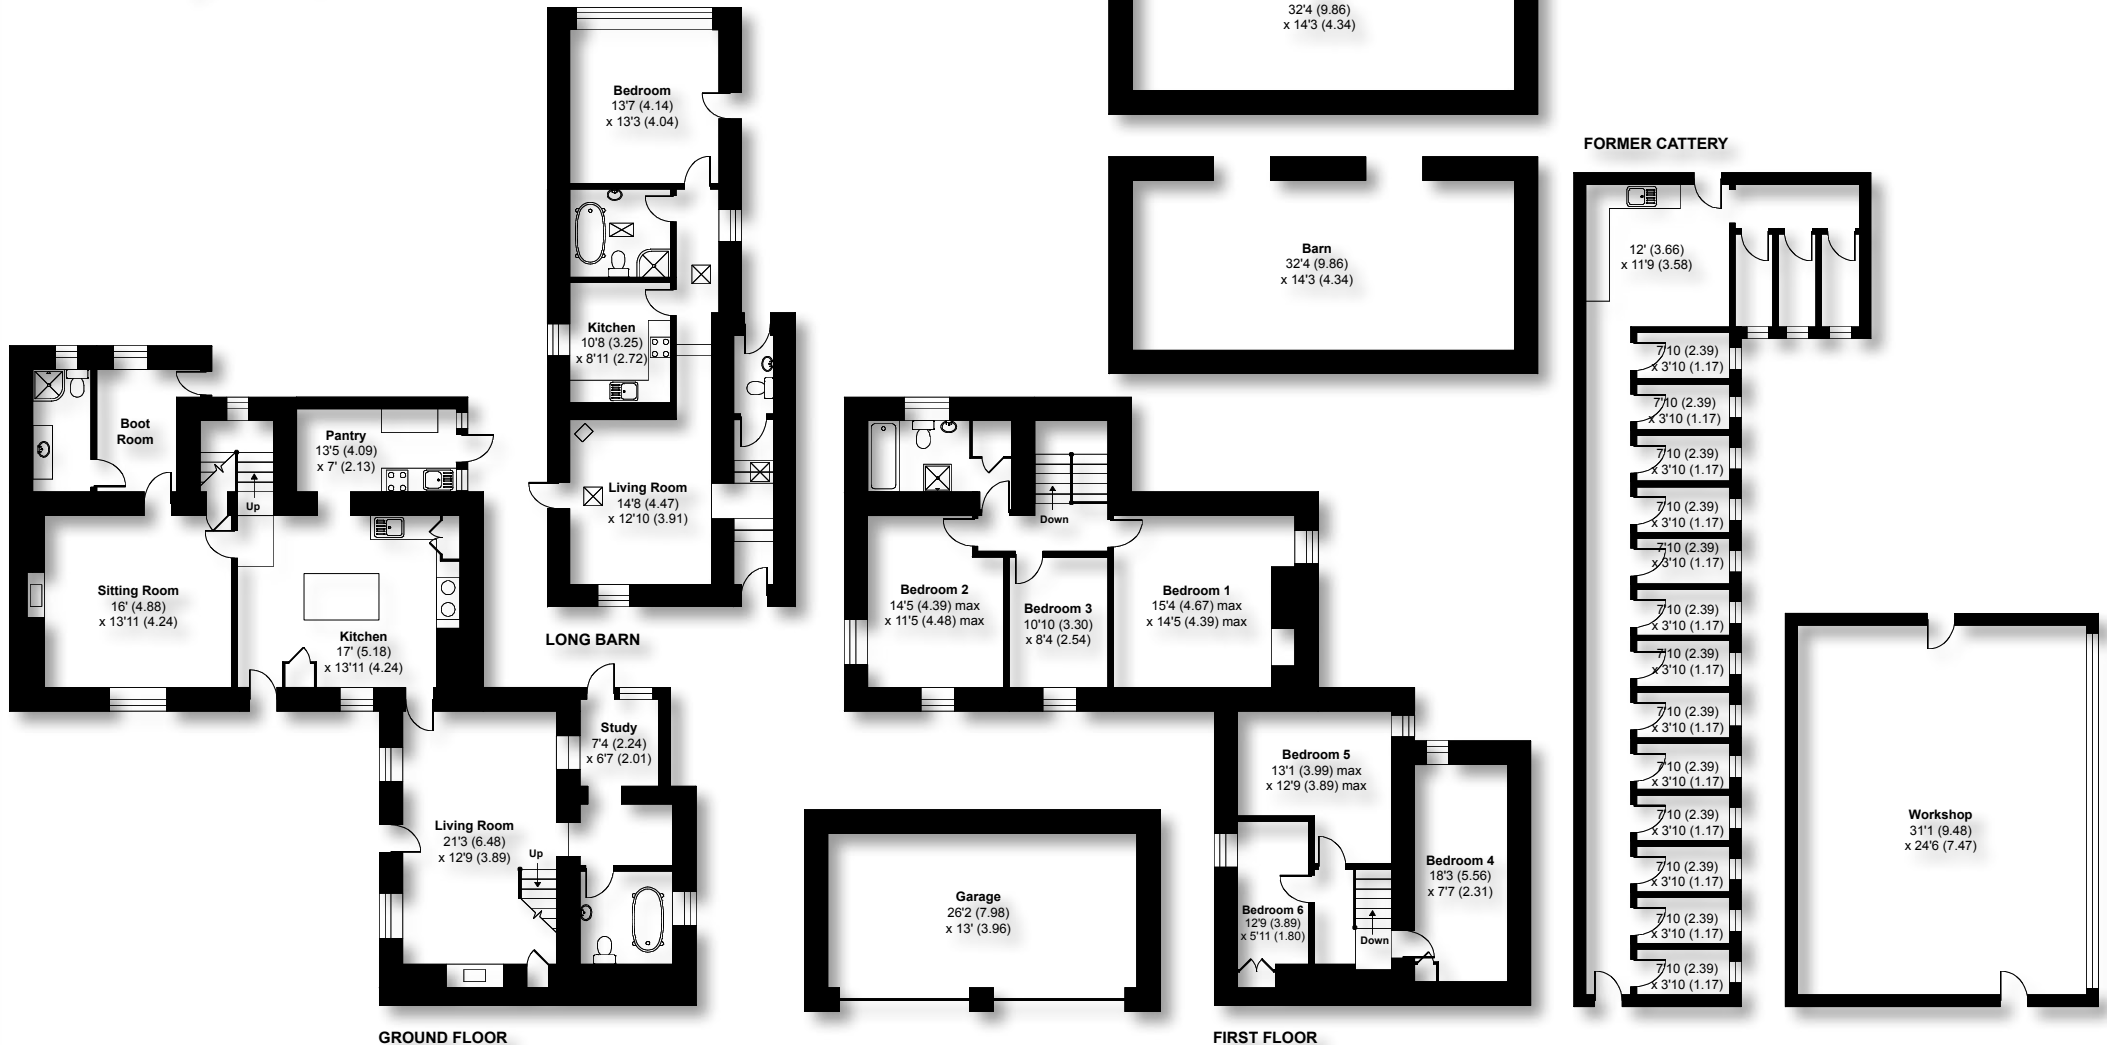 32'4 (9.86)
x 14'3 (4.34)
Bedroom
13'7 (4.14)
x 13'3 (4.04)
Kitchen
10'8 (3.25)
x 8'11 (2.72)
Living Room
14'8 (4.47)
x 12'10 (3.91)
LONG BARN
Barn
32'4 (9.86)
x 14'3 (4.34)
FORMER CATTERY
12' (3.66)
x 11'9 (3.58)
7'10 (2.39)
x 3'10 (1.17)
7'10 (2.39)
x 3'10 (1.17)
7'10 (2.39)
x 3'10 (1.17)
7'10 (2.39)
x 3'10 (1.17)
7'10 (2.39)
x 3'10 (1.17)
7'10 (2.39)
x 3'10 (1.17)
7'10 (2.39)
x 3'10 (1.17)
7'10 (2.39)
x 3'10 (1.17)
7'10 (2.39)
x 3'10 (1.17)
7'10 (2.39)
x 3'10 (1.17)
7'10 (2.39)
x 3'10 (1.17)
7'10 (2.39)
x 3'10 (1.17)
7'10 (2.39)
x 3'10 (1.17)
Boot
Room
Pantry
13'5 (4.09)
x 7' (2.13)
Up
Sitting Room
16' (4.88)
x 13'11 (4.24)
Kitchen
17' (5.18)
x 13'11 (4.24)
Study
7'4 (2.24)
x 6'7 (2.01)
Living Room
21'3 (6.48)
x 12'9 (3.89)
Up
GROUND FLOOR
Down
Bedroom 2
14'5 (4.39) max
x 11'5 (4.48) max
Bedroom 3
10'10 (3.30)
x 8'4 (2.54)
Bedroom 1
15'4 (4.67) max
x 14'5 (4.39) max
Bedroom 5
13'1 (3.99) max
x 12'9 (3.89) max
Bedroom 4
18'3 (5.56)
x 7'7 (2.31)
Bedroom 6
12'9 (3.89)
x 5'11 (1.80)
Down
FIRST FLOOR
Garage
26'2 (7.98)
x 13' (3.96)
Workshop
31'1 (9.48)
x 24'6 (7.47)